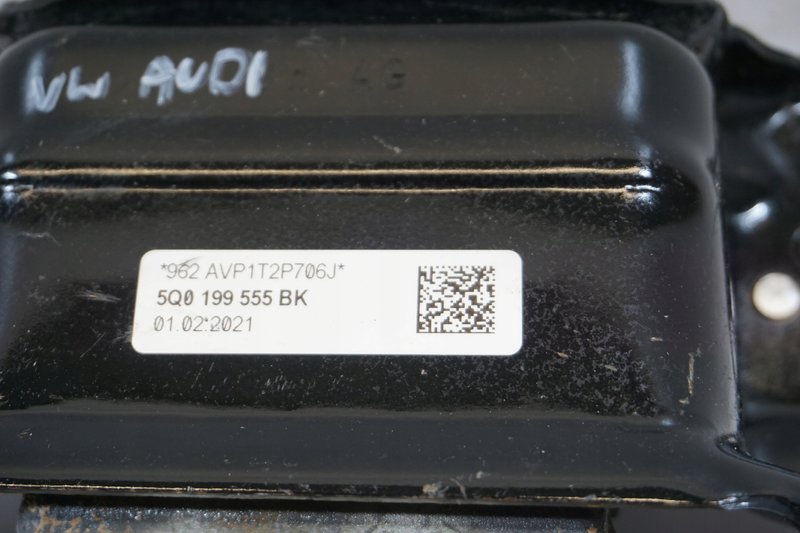 VW AUDI
*962 AVP1T2P706J*
5Q0 199 555 BK
01.02.2021